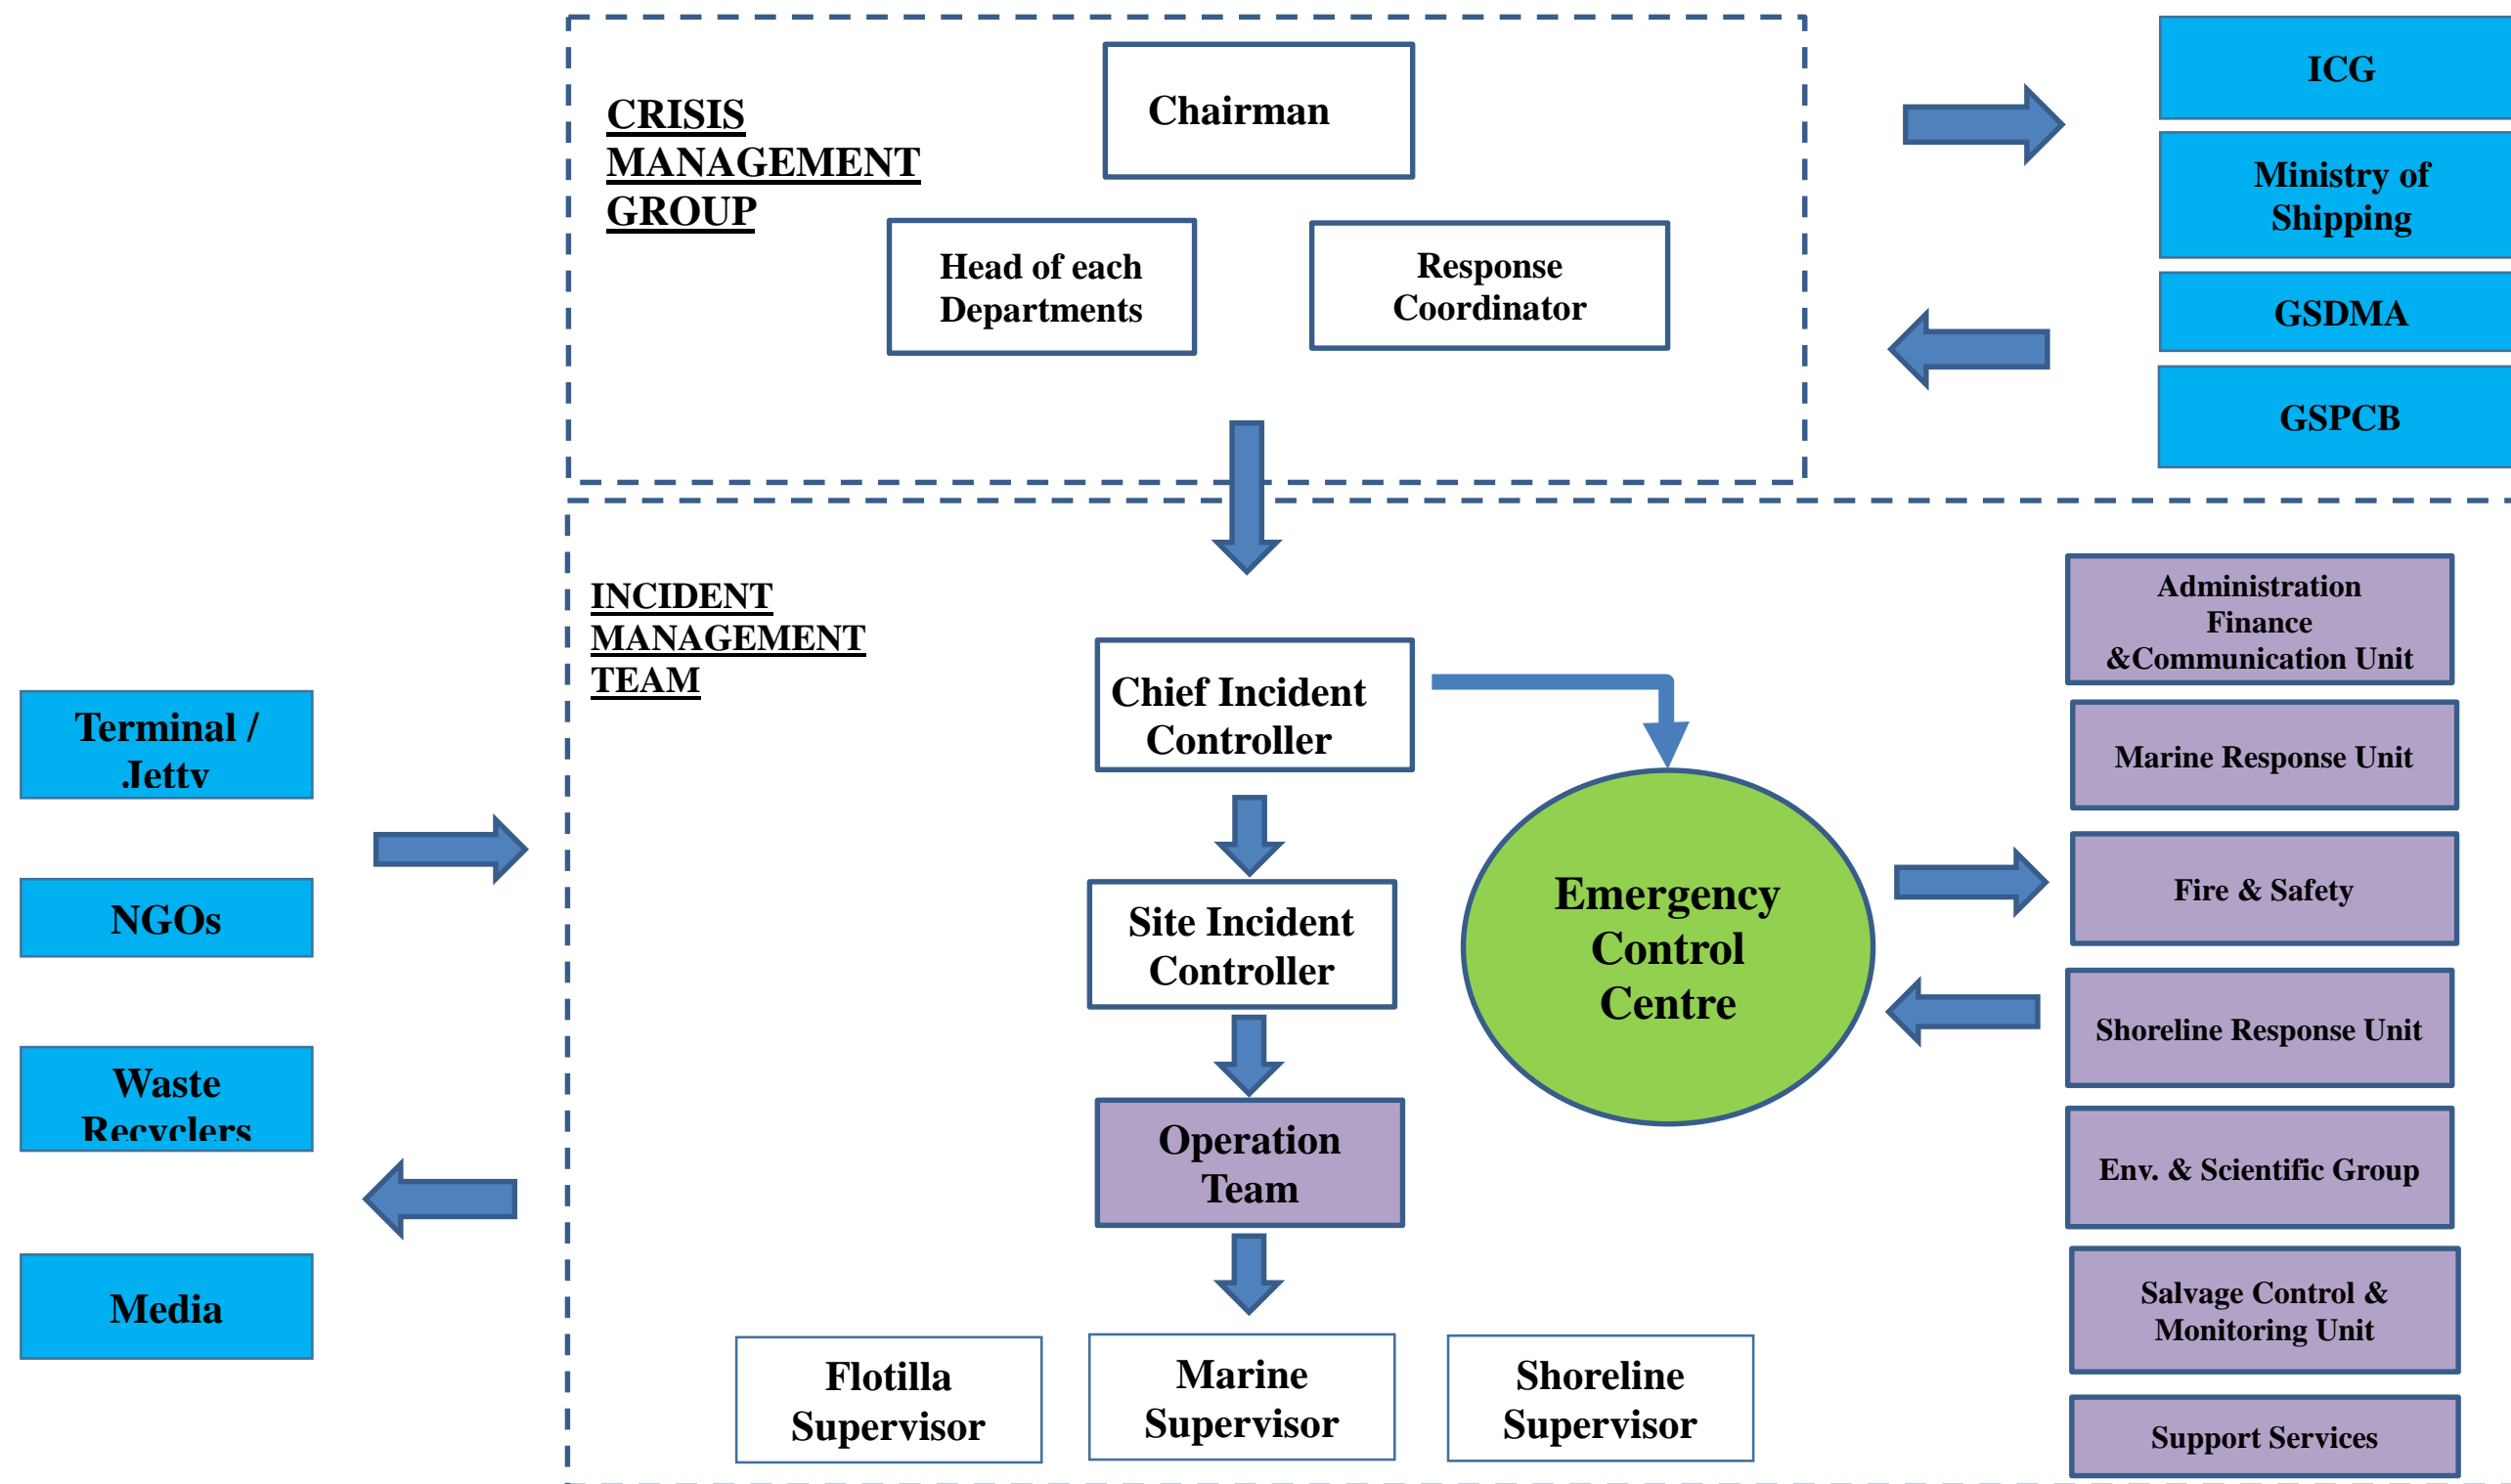 CRISIS
MANAGEMENT
GROUP
Chairman
Head of each
Departments
Response
Coordinator
ICG
Ministry of
Shipping
GSDMA
GSPCB
INCIDENT
MANAGEMENT
TEAM
Chief Incident
Controller
Site Incident
Controller
Operation
Team
Flotilla
Supervisor
Marine
Supervisor
Shoreline
Supervisor
Emergency
Control
Centre
Administration
Finance
&Communication Unit
Marine Response Unit
Fire & Safety
Shoreline Response Unit
Env. & Scientific Group
Salvage Control &
Monitoring Unit
Support Services
Terminal /
Jetty
NGOs
Waste
Recyclers
Media